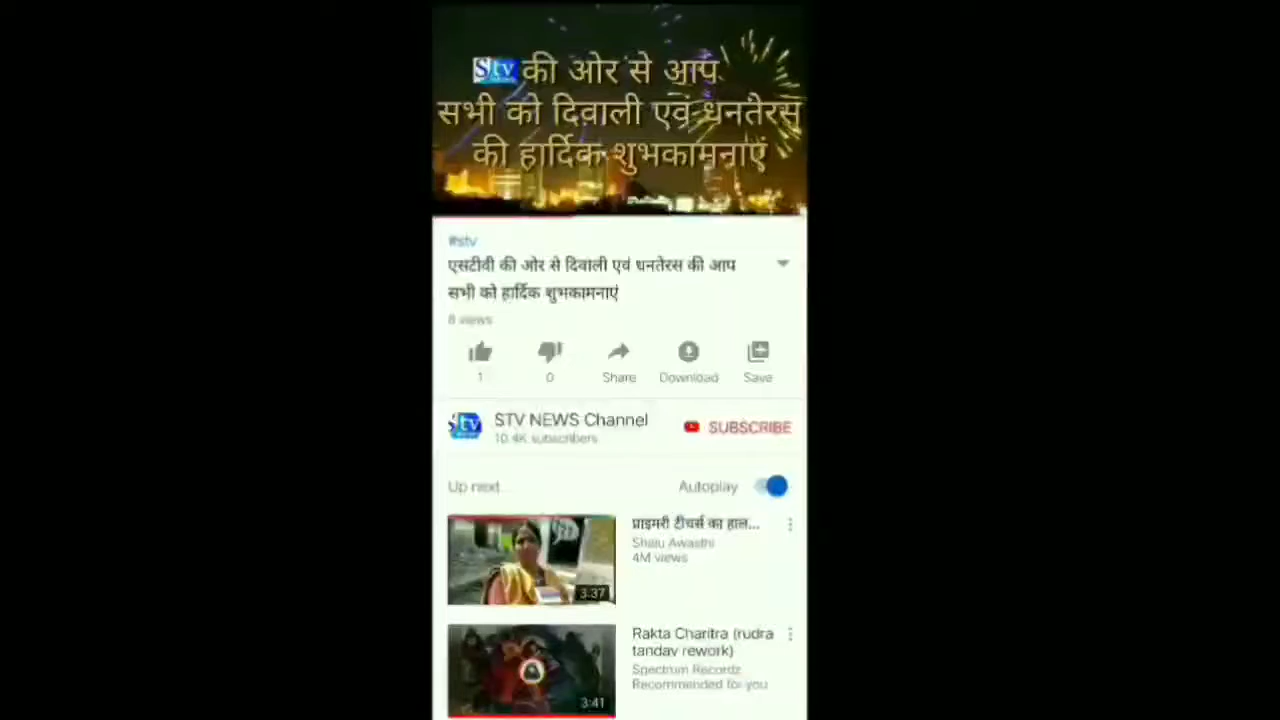 Stv की ओर से आप
सभी को दिवाली एवं धनतेरस
की हार्दिक शुभकामनाएं
#stv
एसटीवी की ओर से दिवाली एवं धनतेरस की आप
सभी को हार्दिक शुभकामनाएं
8 views
1
0
Share
Download
Save
Stv
STV NEWS Channel
SUBSCRIBE
10.4K subscribers
Up next
Autoplay
प्राइमरी टीचर्स का हाल...
Shalu Awasthi
4M views
3:37
Rakta Charitra (rudra
tandav rework)
Spectrum Recordz
Recommended for you
3:41